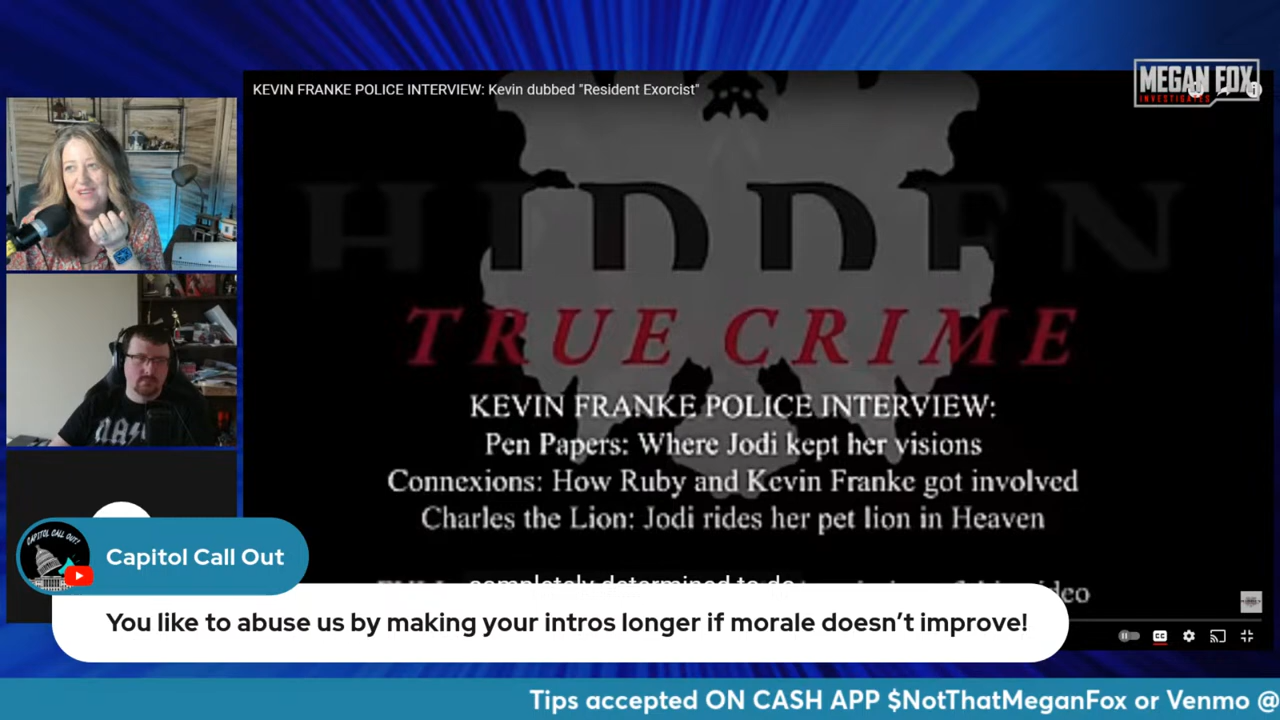 KEVIN FRANKE POLICE INTERVIEW: Kevin dubbed "Resident Exorcist"
MEGAN FOX
INVESTIGATES
HIDDEN
TRUE CRIME
KEVIN FRANKE POLICE INTERVIEW:
Pen Papers: Where Jodi kept her visions
Connexions: How Ruby and Kevin Franke got involved
Charles the Lion: Jodi rides her pet lion in Heaven
completely determined to do
CAPITOL CALL OUT!
Capitol Call Out
You like to abuse us by making your intros longer if morale doesn't improve!
CC
Tips accepted ON CASH APP $NotThatMeganFox or Venmo @